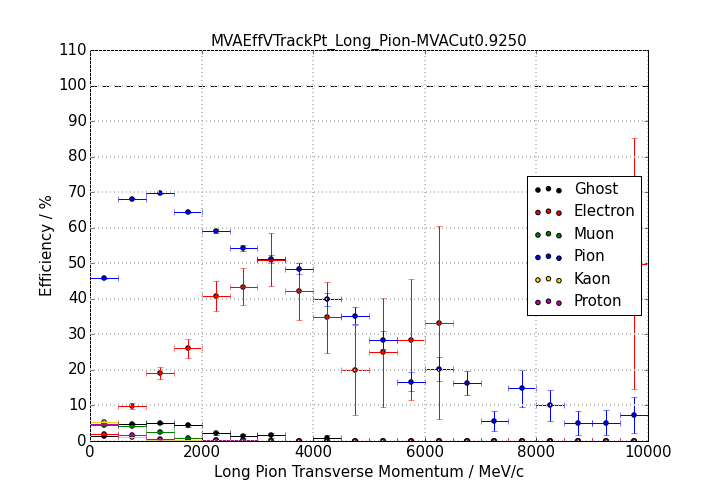 MVAEffVTrackPt_Long_Pion-MVACut0.9250
110
100
90
80
70
60
50
40
30
20
10
0
Efficiency / %
Ghost
Electron
Muon
Pion
Kaon
Proton
0 2000 4000 6000 8000 10000
Long Pion Transverse Momentum / MeV/c